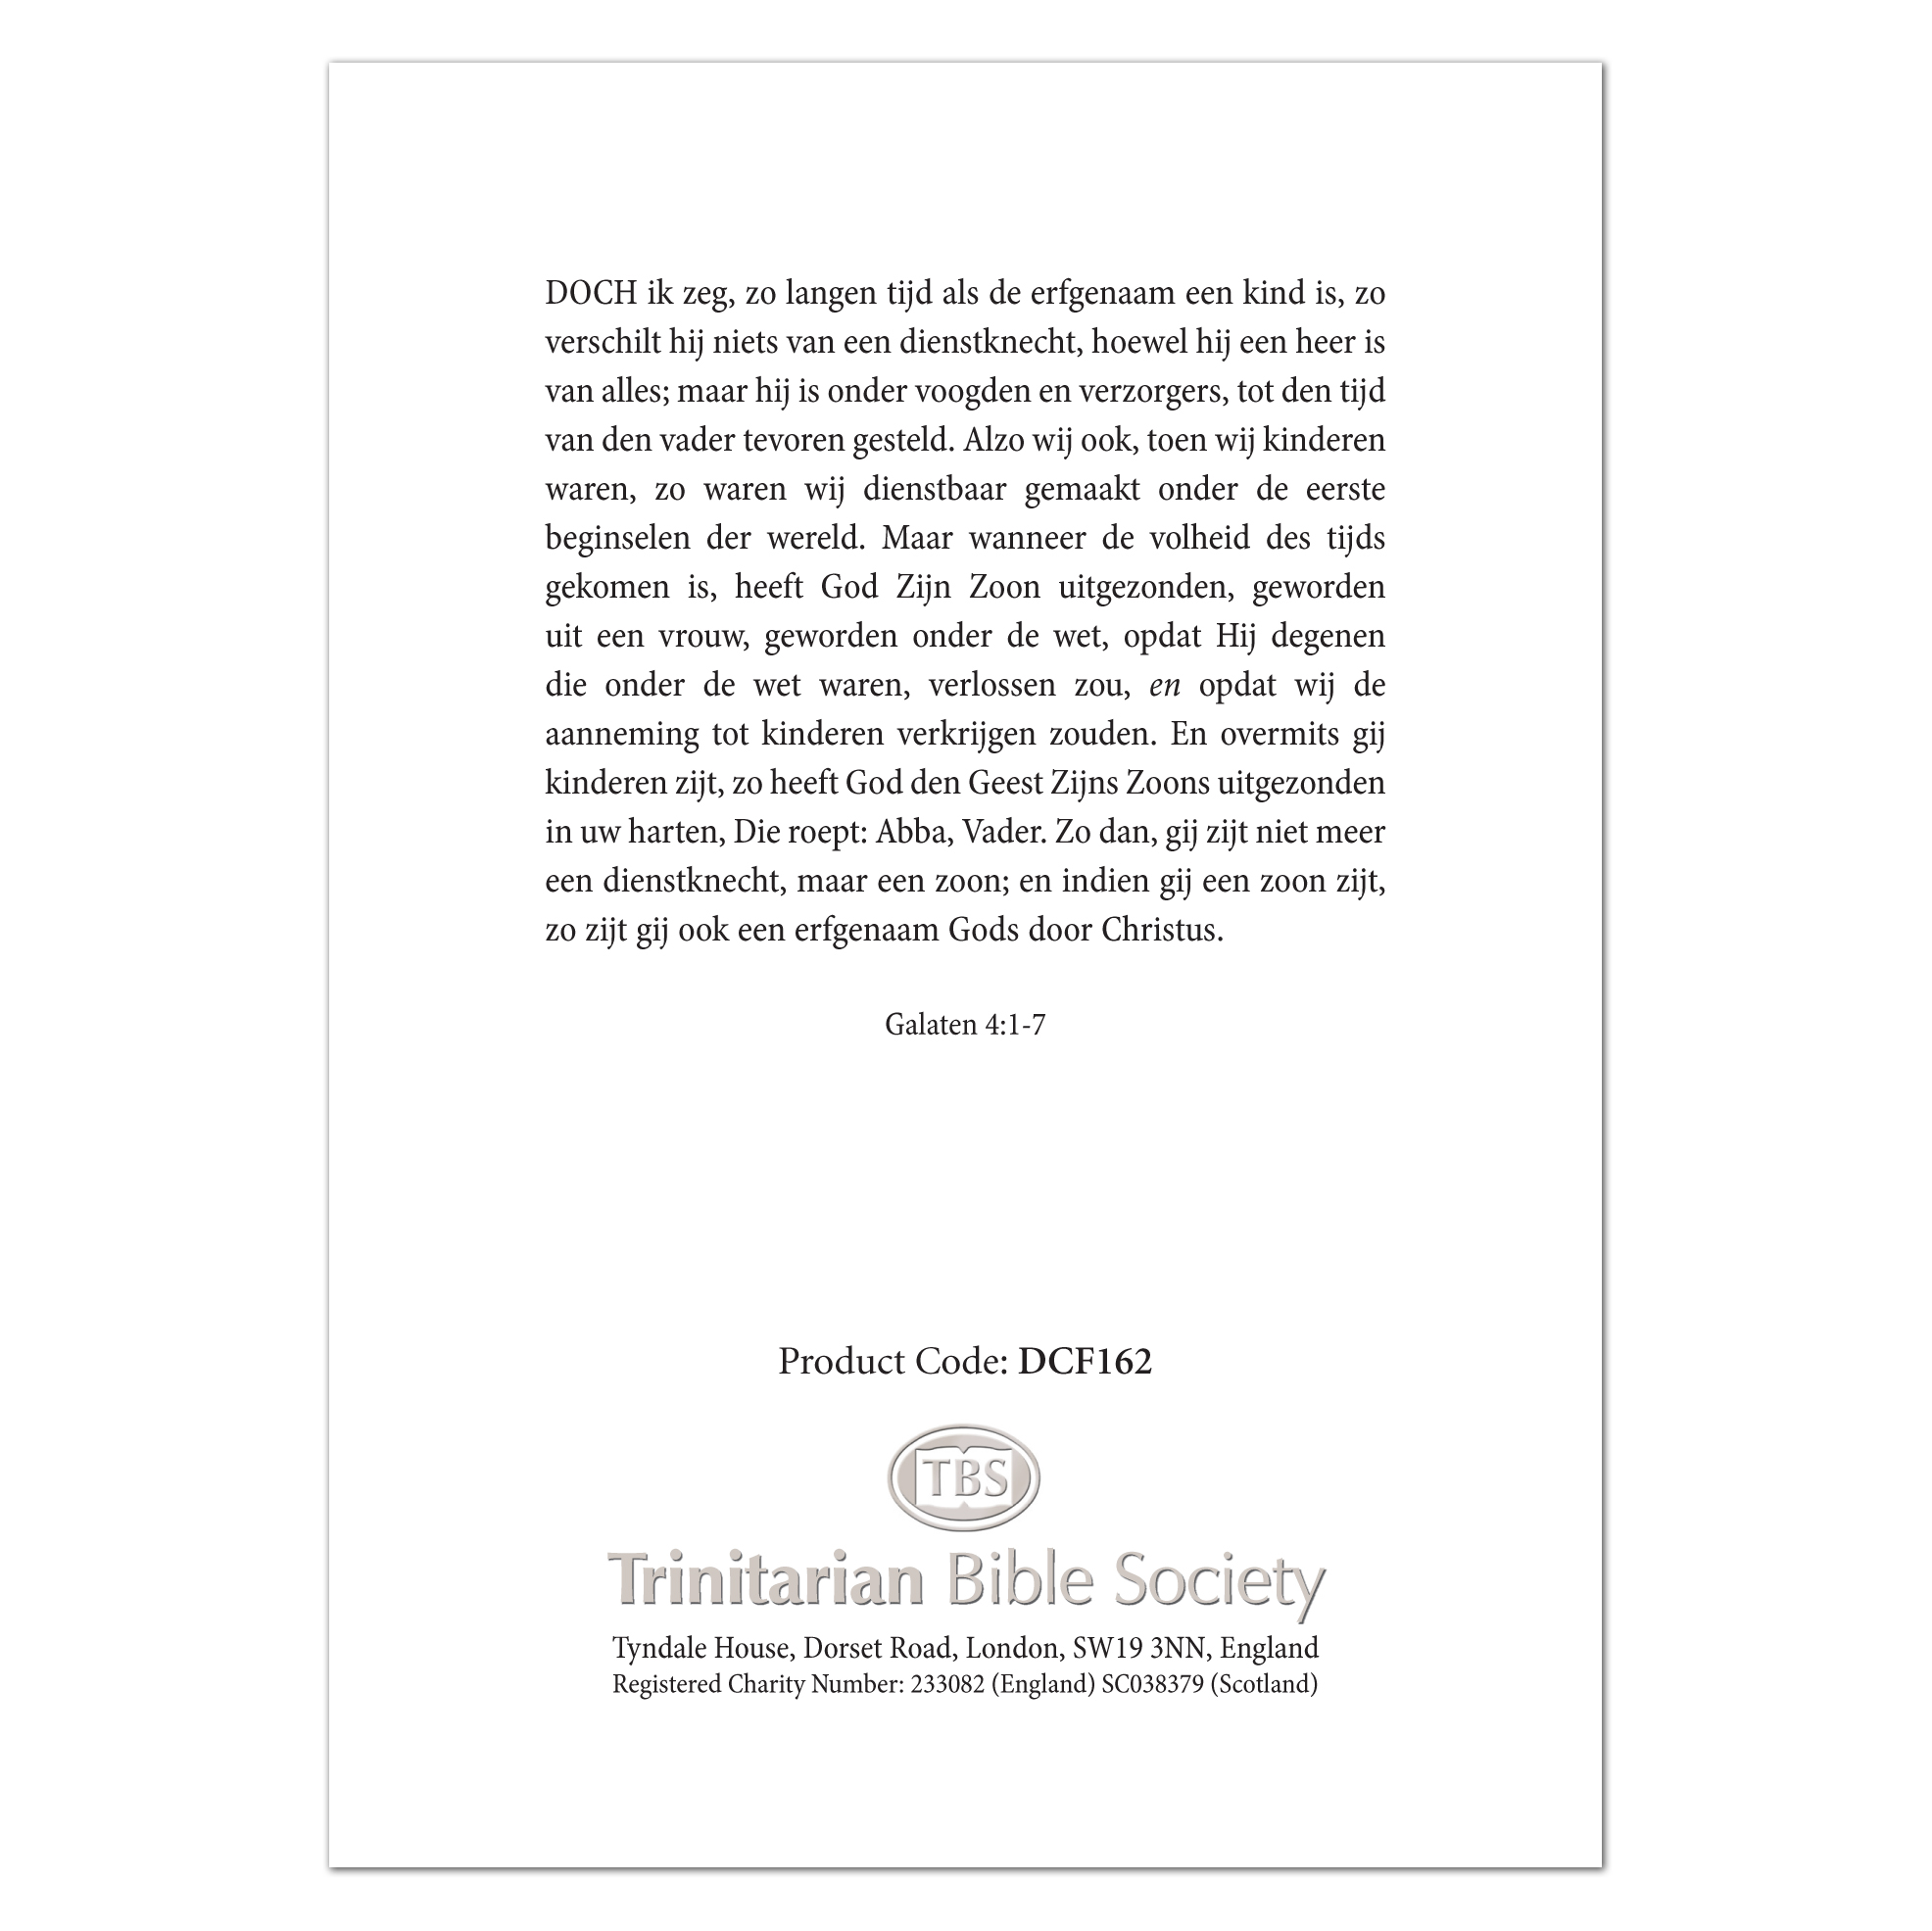 DOCH ik zeg, zo langen tijd als de erfgenaam een kind is, zo
verschilt hij niets van een dienstknecht, hoewel hij een heer is
van alles; maar hij is onder voogden en verzorgers, tot den tijd
van den vader tevoren gesteld. Alzo wij ook, toen wij kinderen
waren, zo waren wij dienstbaar gemaakt onder de eerste
beginselen der wereld. Maar wanneer de volheid des tijds
gekomen is, heeft God Zijn Zoon uitgezonden, geworden
uit een vrouw, geworden onder de wet, opdat Hij degenen
die onder de wet waren, verlossen zou, en opdat wij de
aanneming tot kinderen verkrijgen zouden. En overmits gij
kinderen zijt, zo heeft God den Geest Zijns Zoons uitgezonden
in uw harten, Die roept: Abba, Vader. Zo dan, gij zijt niet meer
een dienstknecht, maar een zoon; en indien gij een zoon zijt,
zo zijt gij ook een erfgenaam Gods door Christus.
Galaten 4:1-7
Product Code: DCF162
TBS
Trinitarian Bible Society
Tyndale House, Dorset Road, London, SW19 3NN, England
Registered Charity Number: 233082 (England) SC038379 (Scotland)